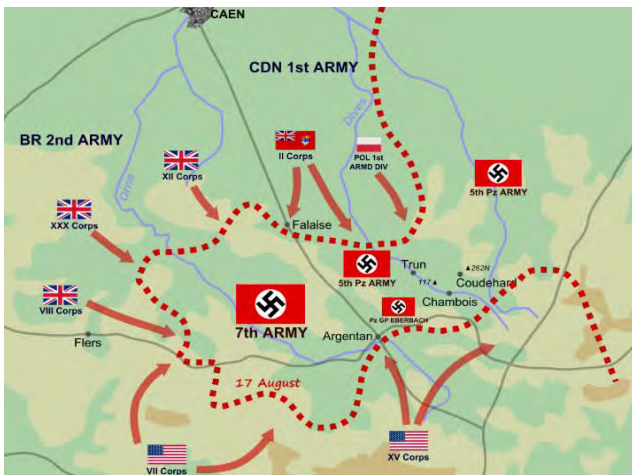 CAEN
CDN 1st ARMY
BR 2nd ARMY
Orne
Dives
XII Corps
II Corps
POL 1st
ARMD DIV
5th Pz ARMY
XXX Corps
Falaise
VIII Corps
5th Pz ARMY
Trun
117▲
▲262N
Coudehard
Chambois
7th ARMY
Pz GP EBERBACH
Argentan
Flers
17 August
VII Corps
XV Corps